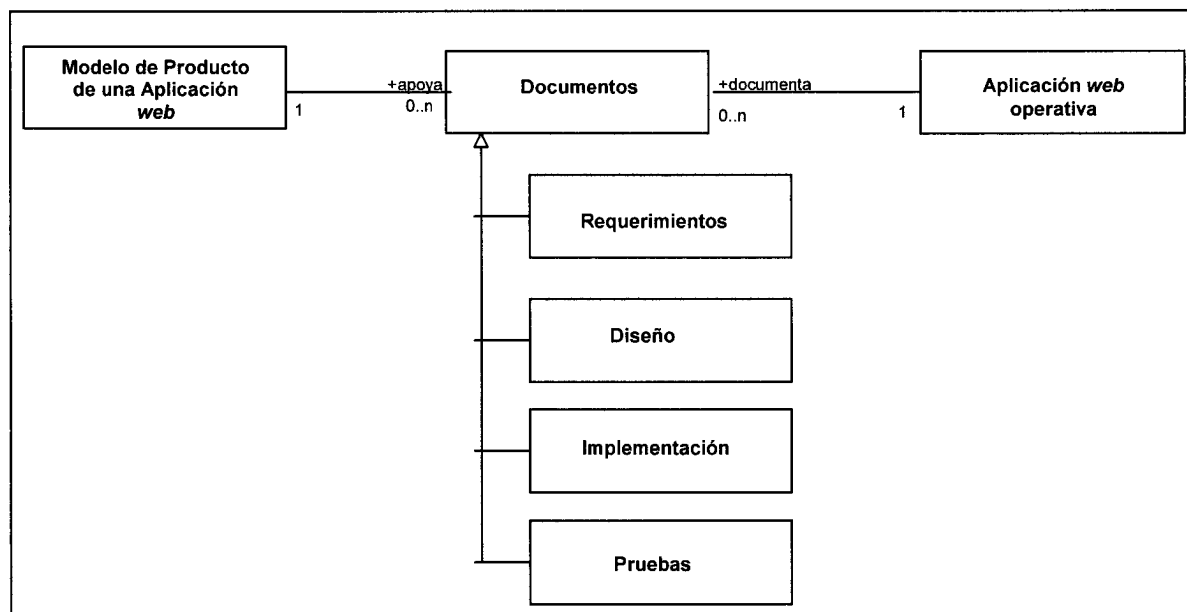 Modelo de Producto
de una Aplicación
web
+apoya
1
0..n
Documentos
+documenta
0..n
1
Aplicación web
operativa
Requerimientos
Diseño
Implementación
Pruebas